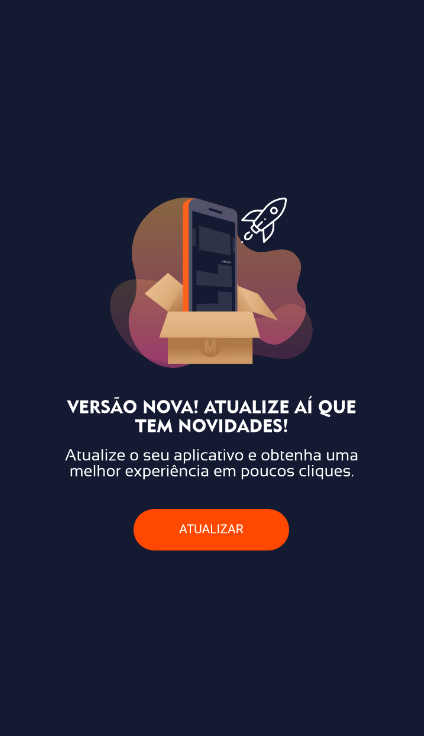 VERSÃO NOVA! ATUALIZE AÍ QUE
TEM NOVIDADES!
Atualize o seu aplicativo e obtenha uma
melhor experiência em poucos cliques.
ATUALIZAR